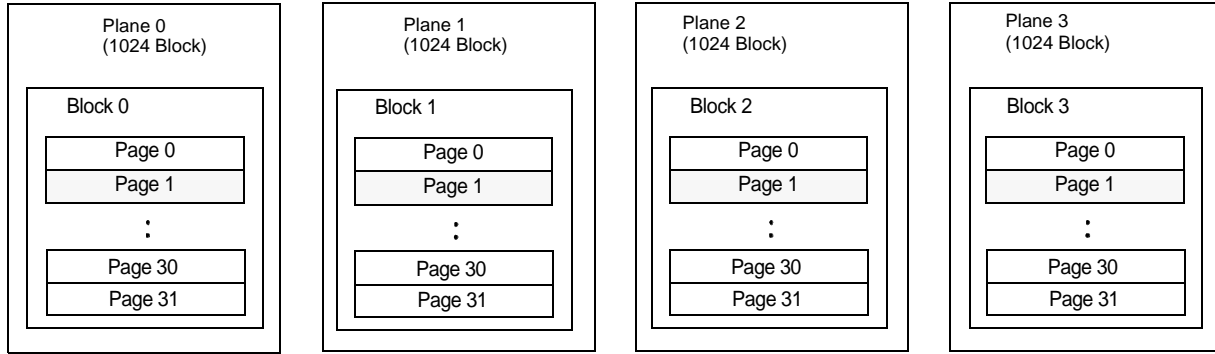 Plane 0
(1024 Block)
Block 0
Page 0
Page 1
:
Page 30
Page 31
Plane 1
(1024 Block)
Block 1
Page 0
Page 1
:
Page 30
Page 31
Plane 2
(1024 Block)
Block 2
Page 0
Page 1
:
Page 30
Page 31
Plane 3
(1024 Block)
Block 3
Page 0
Page 1
:
Page 30
Page 31